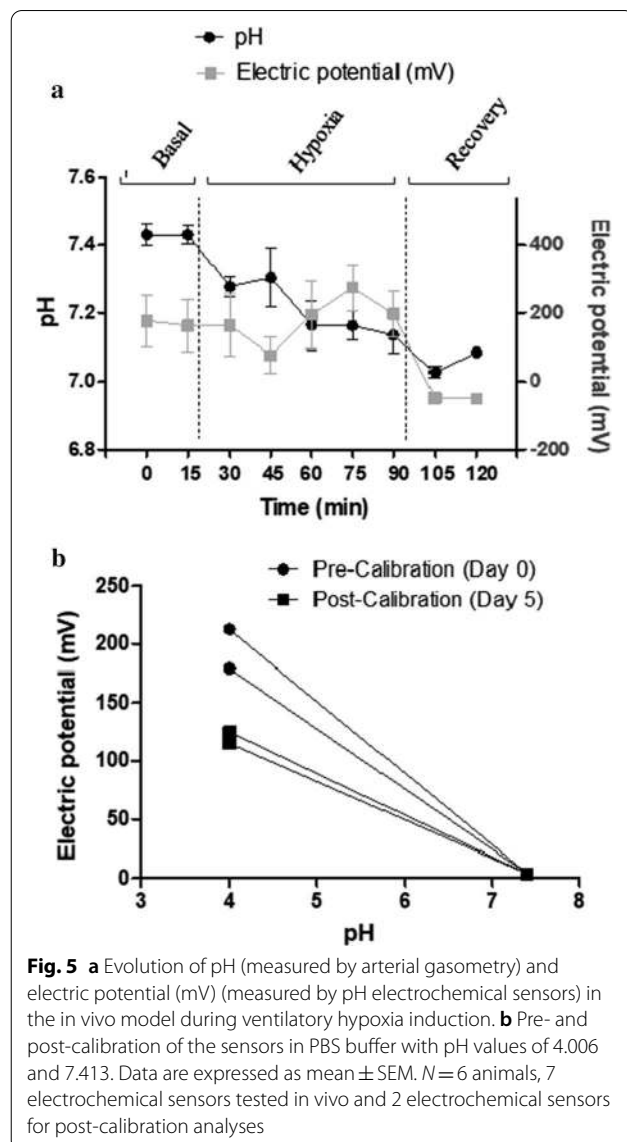 pH
Electric potential (mV)
a
Basal
Hypoxia
Recovery
7.6
7.4
7.2
7.0
6.8
pH
400
200
0
-200
Electric potential (mV)
0 15 30 45 60 75 90 105 120
Time (min)
b
Pre-Calibration (Day 0)
Post-Calibration (Day 5)
250
200
150
100
50
0
Electric potential (mV)
3 4 5 6 7 8
pH
Fig. 5 a Evolution of pH (measured by arterial gasometry) and
electric potential (mV) (measured by pH electrochemical sensors) in
the in vivo model during ventilatory hypoxia induction. b Pre- and
post-calibration of the sensors in PBS buffer with pH values of 4.006
and 7.413. Data are expressed as mean ± SEM. N = 6 animals, 7
electrochemical sensors tested in vivo and 2 electrochemical sensors
for post-calibration analyses